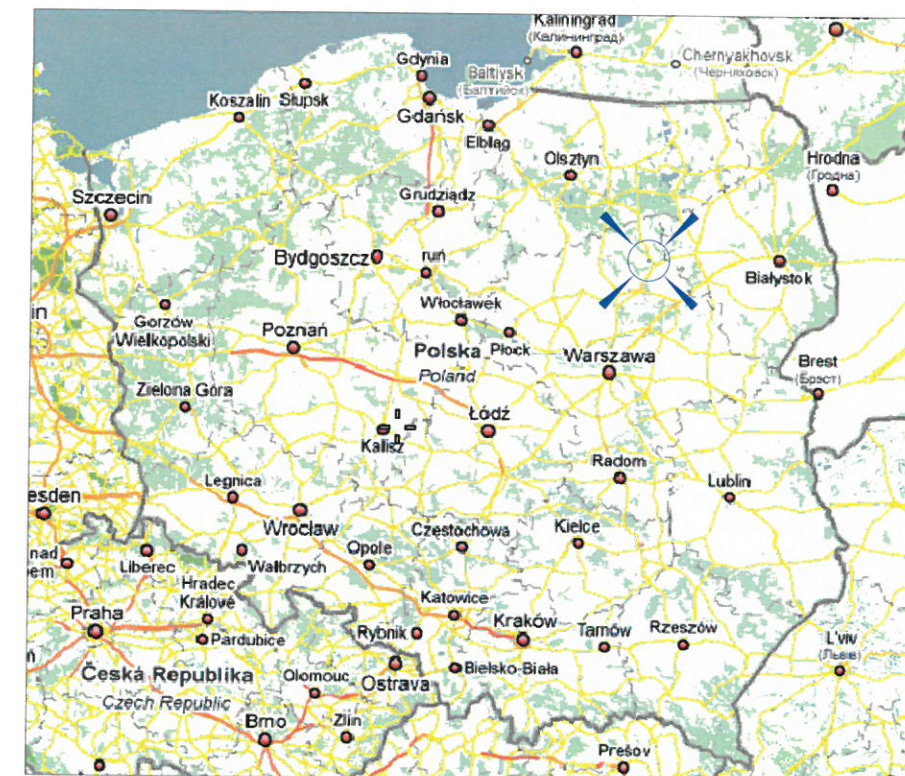 Kaliningrad
(Калининград)
Chernyakhovsk
(Черняховск)
Baltiysk
(Балтийск)
Gdynia
Koszalin
Słupsk
Gdańsk
Elbląg
Olsztyn
Hrodna
(Гродна)
Szczecin
Grudziądz
Bydgoszcz
ruń
Białystok
Włocławek
Gorzów
Wielkopolski
Poznań
Płock
Polska
Poland
Warszawa
Brest
(Брэст)
Zielona Góra
Łódź
Kalisz
Radom
Lublin
Legnica
esden
Wrocław
Częstochowa
Kielce
Opole
nad
em
Liberec
Wałbrzych
Hradec
Králové
Katowice
Praha
Kraków
Tarnów
Rzeszów
Pardubice
Rybnik
L'viv
(Львів)
Bielsko-Biała
Česká Republika
Olomouc
Ostrava
Czech Republic
Brno
Zlín
Prešov